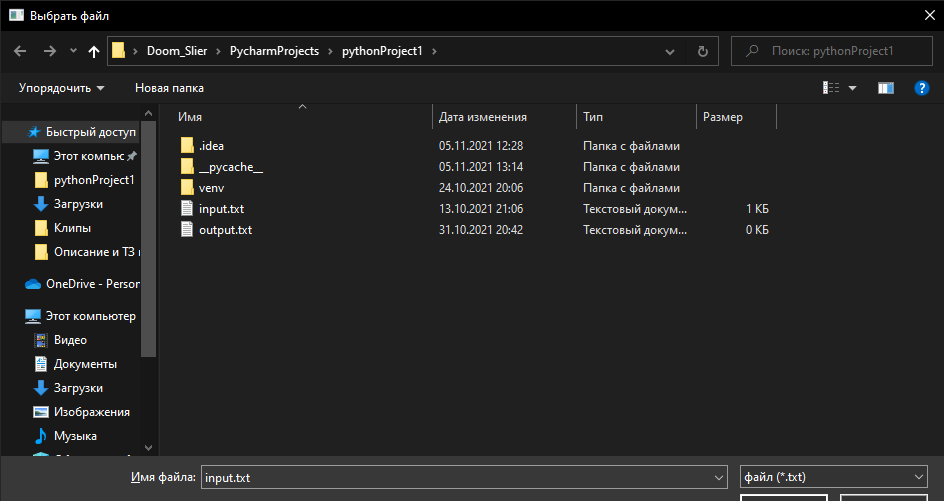 Выбрать файл
Doom_Slier > PycharmProjects > pythonProject1 >
Поиск: pythonProject1
Упорядочить
Новая папка
Имя Дата изменения Тип Размер
Быстрый доступ
Этот
pythonProject1
Загрузки
Клипы
Описание и ТЗ
OneDrive -
Этот компьютер
Видео
Документы
Загрузки
Изображения
Музыка
.idea 05.11.2021 12:28 Папка с файлами
__pycache__ 05.11.2021 13:14 Папка с файлами
venv 24.10.2021 20:06 Папка с файлами
input.txt 13.10.2021 21:06 Текстовый докум... 1 КБ
output.txt 31.10.2021 20:42 Текстовый докум... 0 КБ
Имя файла: input.txt
файл (*.txt)